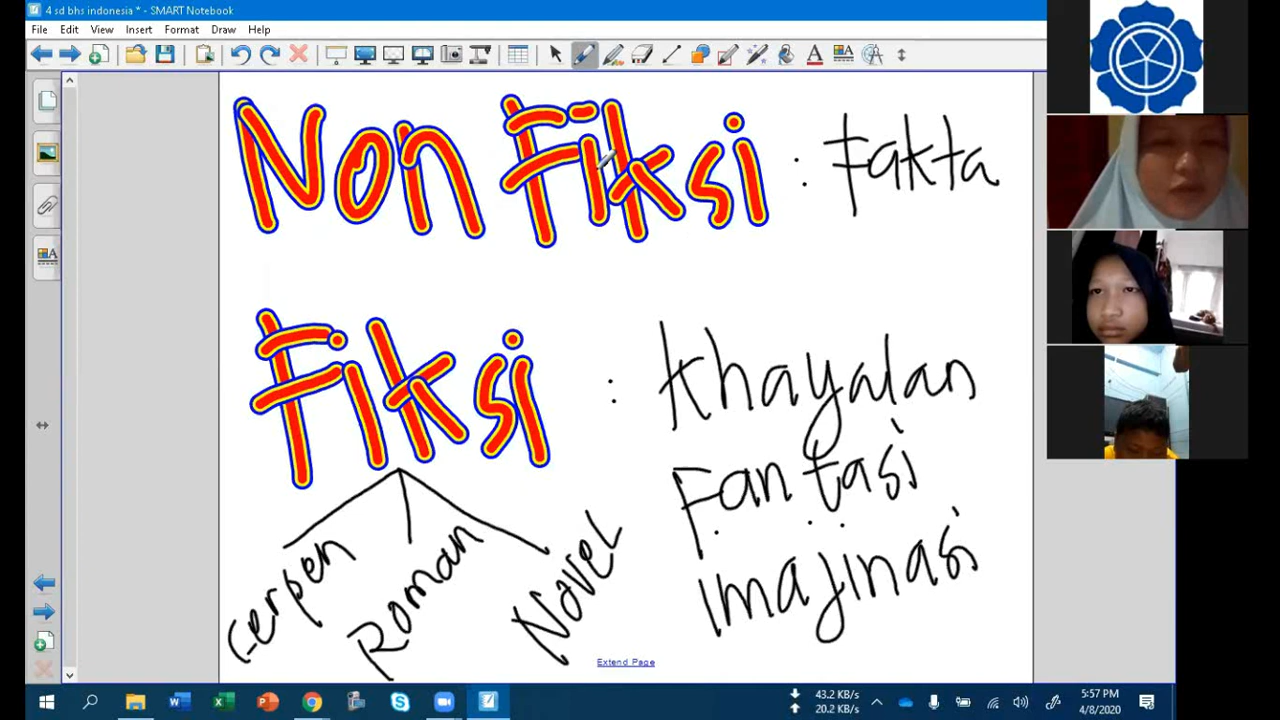 4 sd bhs indonesia * - SMART Notebook
File Edit View Insert Format Draw Help
Non Fiksi : Fakta
Fiksi : Khayalan
Fantasi
imajinasi
Cerpen Roman Novel
Extend Page
43.2 KB/s
20.2 KB/s
5:57 PM
4/8/2020